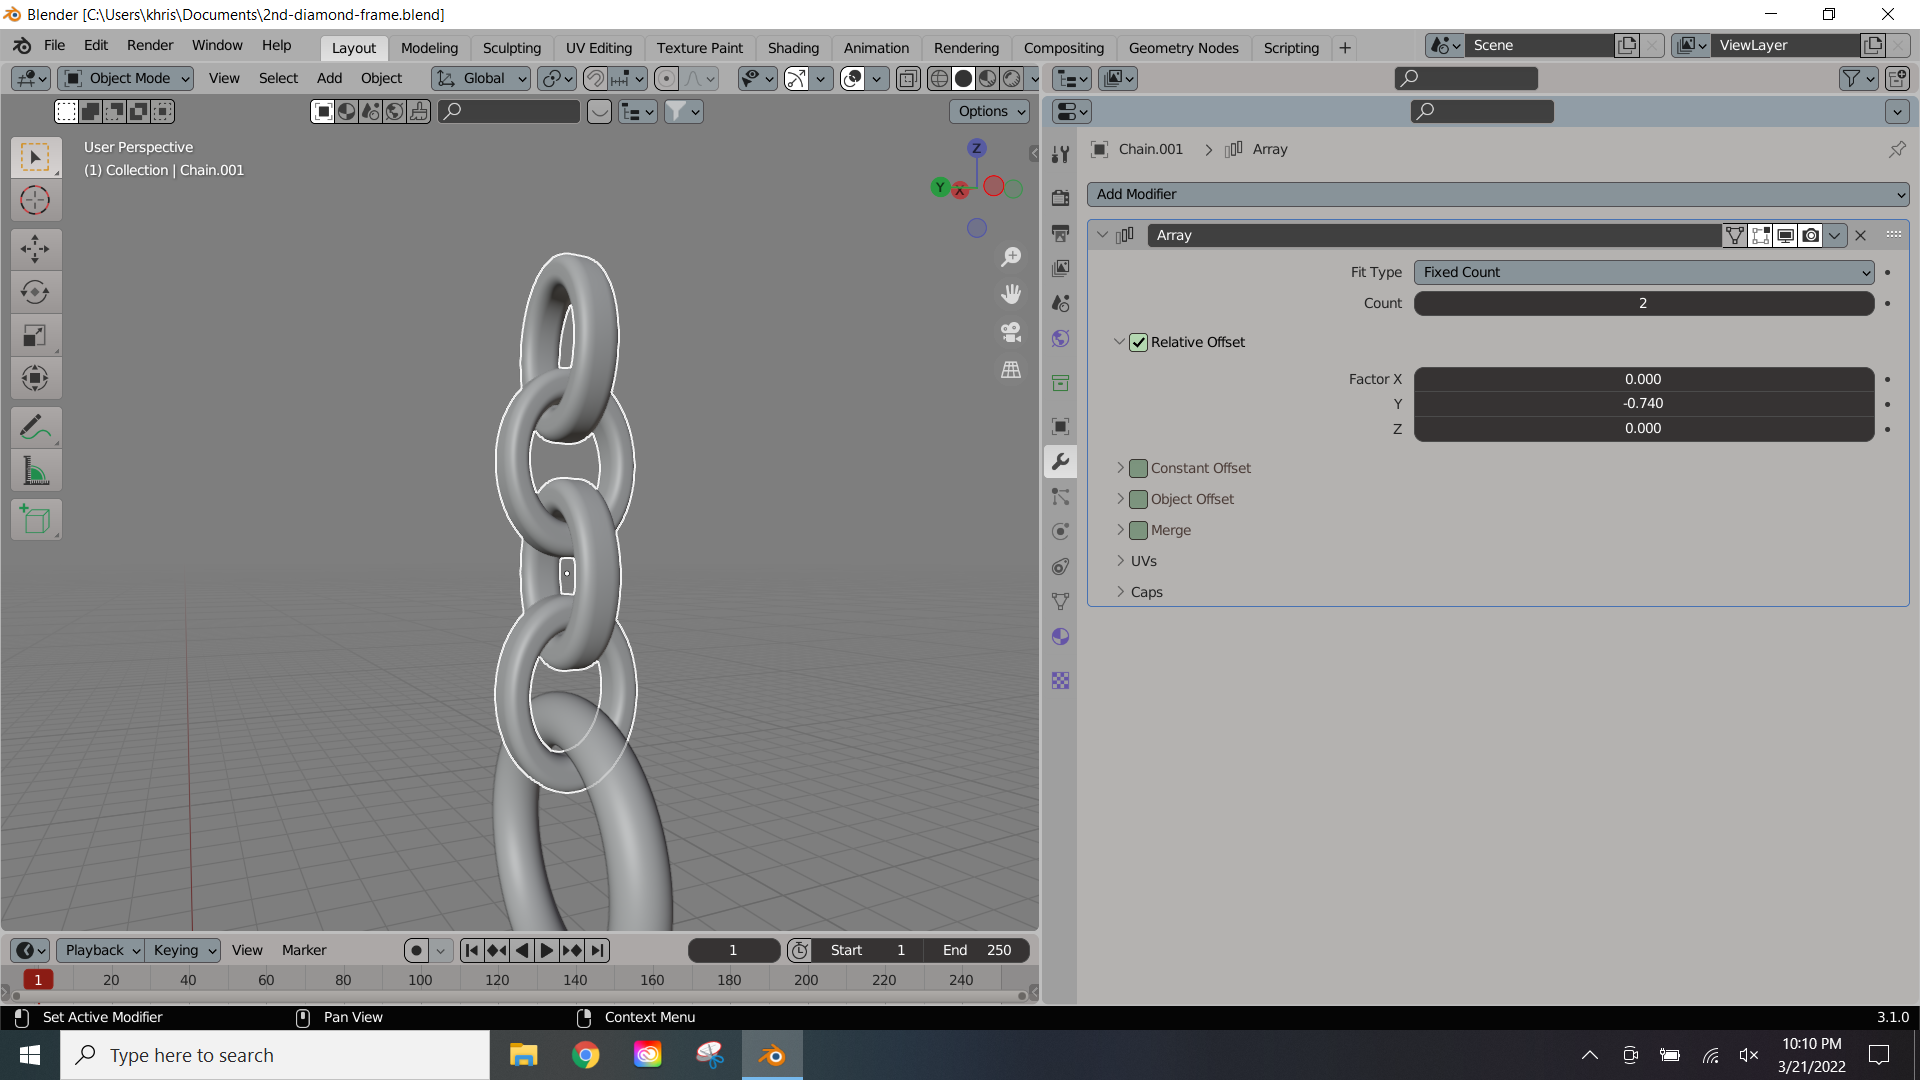 Blender [C:\Users\khris\Documents\2nd-diamond-frame.blend]
File Edit Render Window Help Layout Modeling Sculpting UV Editing Texture Paint Shading Animation Rendering Compositing Geometry Nodes Scripting + Scene ViewLayer
Object Mode View Select Add Object Global
Options
User Perspective
(1) Collection | Chain.001
Z
Y X
Chain.001 > Array
Add Modifier
Array
Fit Type Fixed Count
Count 2
Relative Offset
Factor X 0.000
Y -0.740
Z 0.000
Constant Offset
Object Offset
Merge
UVs
Caps
Playback Keying View Marker 1 Start 1 End 250
1 20 40 60 80 100 120 140 160 180 200 220 240
Set Active Modifier Pan View Context Menu 3.1.0
Type here to search
10:10 PM
3/21/2022